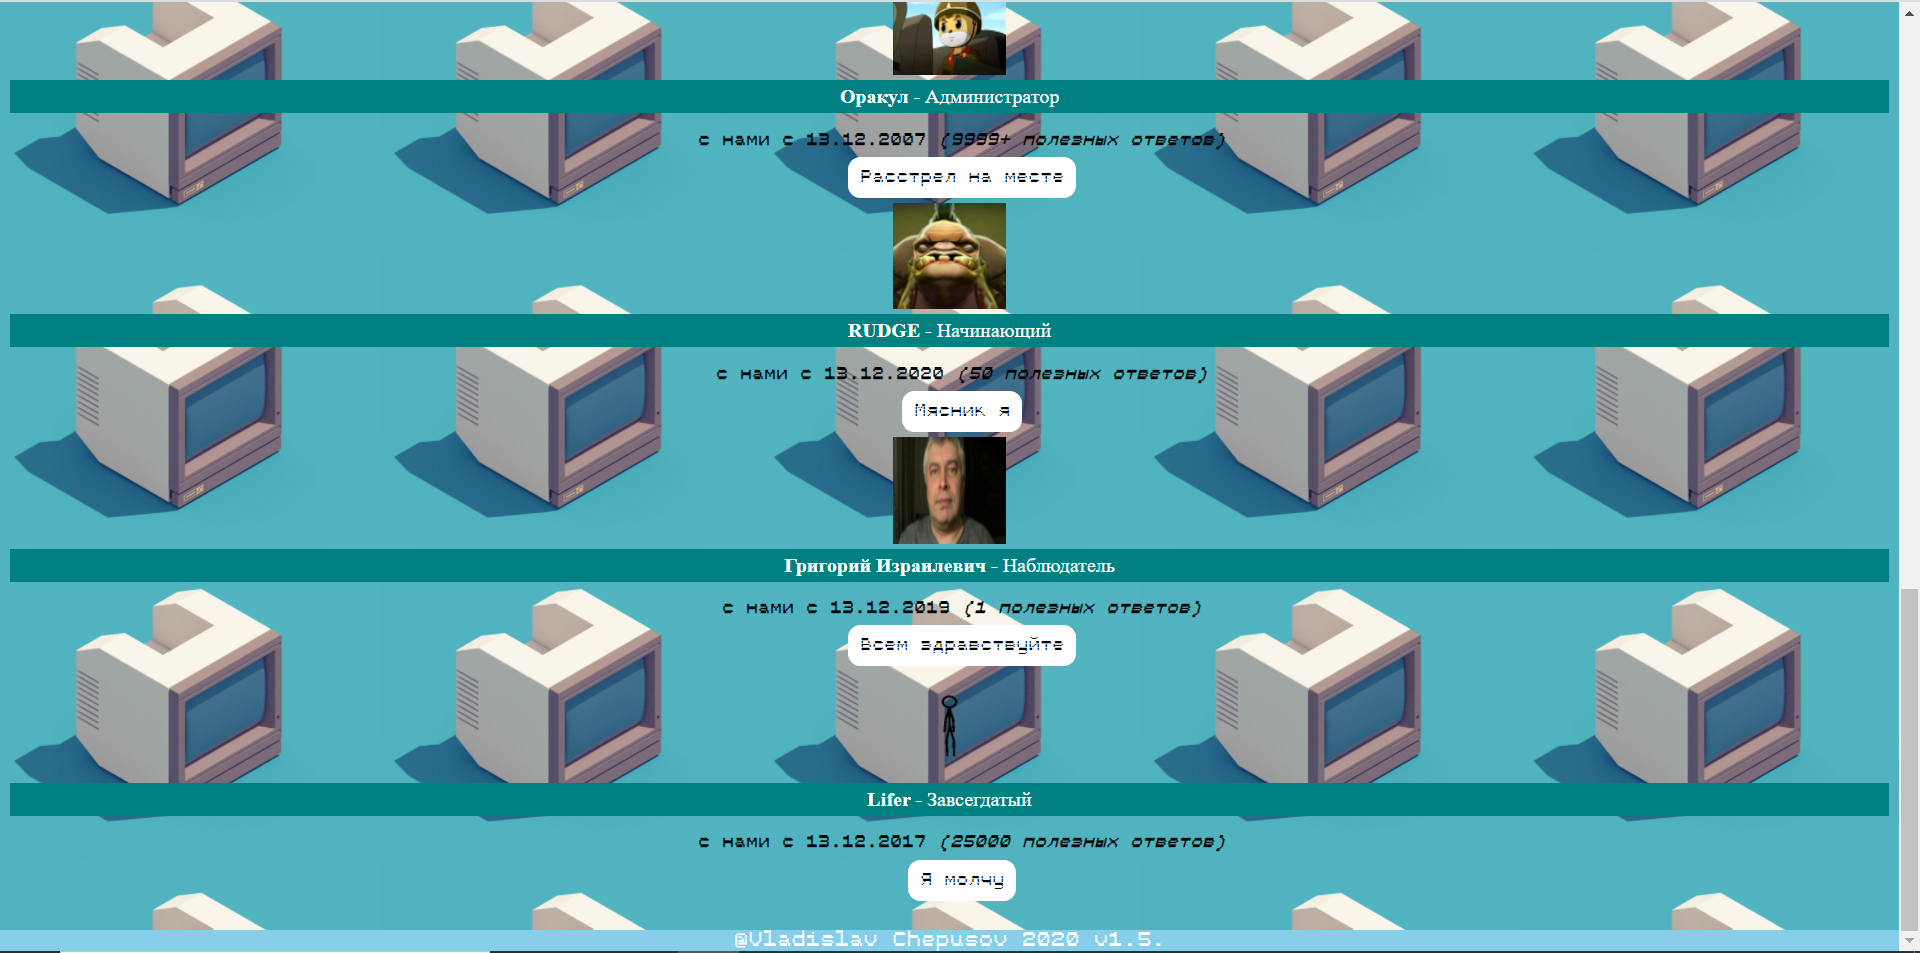 Оракул - Администратор
с нами с 13.12.2007 (9999+ полезных ответов)
Расстрел на месте
RUDGE - Начинающий
с нами с 13.12.2020 (50 полезных ответов)
Мясник я
Григорий Израилевич - Наблюдатель
с нами с 13.12.2019 (1 полезных ответов)
Всем здравствуйте
Lifer - Завсегдатый
с нами с 13.12.2017 (25000 полезных ответов)
Я молчу
@Vladislav Chepusov 2020 v1.5.